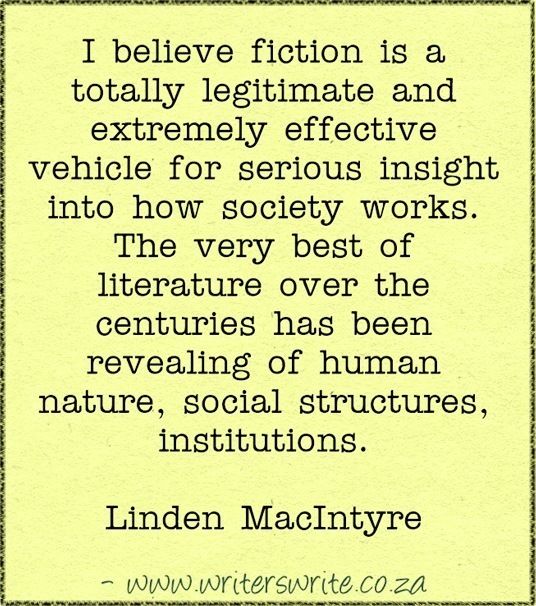 I believe fiction is a
totally legitimate and
extremely effective
vehicle for serious insight
into how society works.
The very best of
literature over the
centuries has been
revealing of human
nature, social structures,
institutions.
Linden MacIntyre
- www.writerswrite.co.za